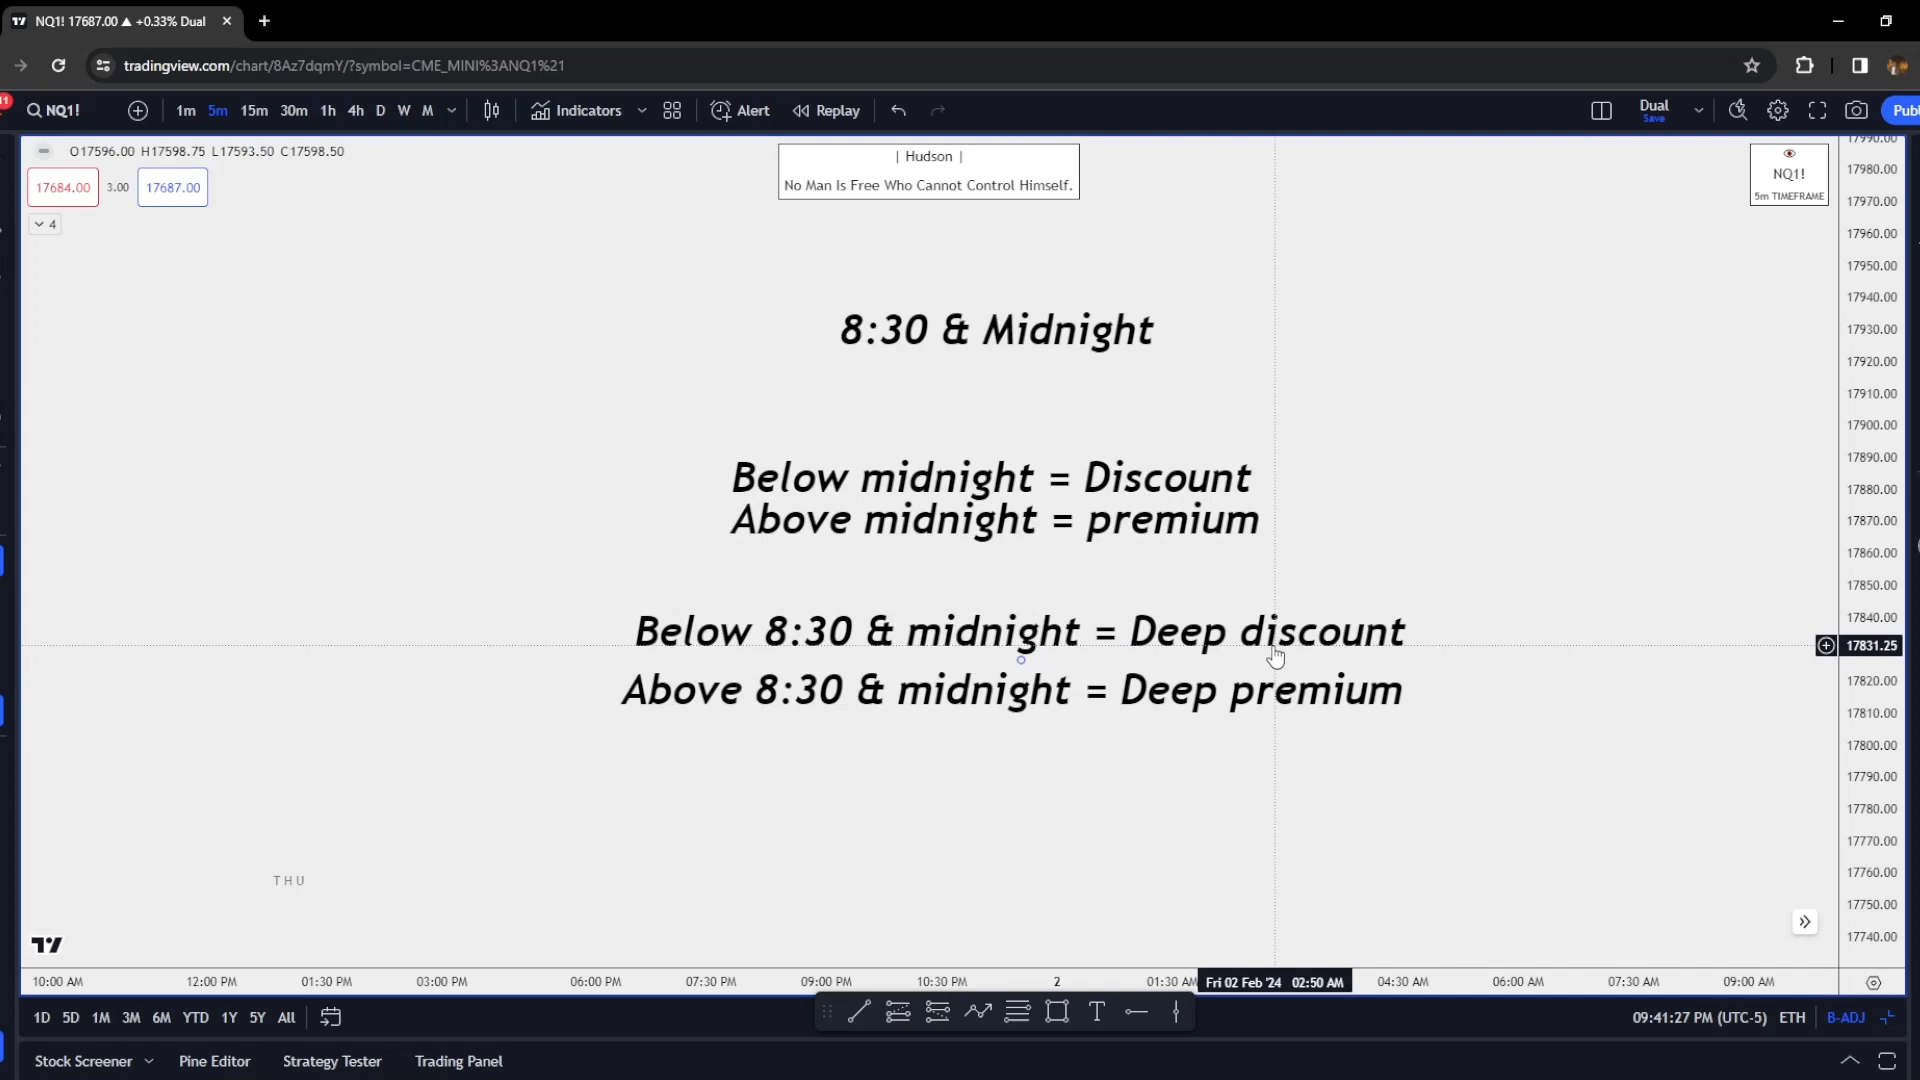 NQ1! 17687.00 ▲ +0.33% Dual
tradingview.com/chart/8Az7dqmY/?symbol=CME_MINI%3ANQ1%21
11 NQ1! 1m 5m 15m 30m 1h 4h D W M Indicators Alert Replay Dual Save
O17596.00 H17598.75 L17593.50 C17598.50
17684.00 3.00 17687.00
4
| Hudson |
No Man Is Free Who Cannot Control Himself.
NQ1!
5m TIMEFRAME
8:30 & Midnight
Below midnight = Discount
Above midnight = premium
Below 8:30 & midnight = Deep discount
Above 8:30 & midnight = Deep premium
THU
17990.00
17980.00
17970.00
17960.00
17950.00
17940.00
17930.00
17920.00
17910.00
17900.00
17890.00
17880.00
17870.00
17860.00
17850.00
17840.00
17831.25
17820.00
17810.00
17800.00
17790.00
17780.00
17770.00
17760.00
17750.00
17740.00
10:00 AM 12:00 PM 01:30 PM 03:00 PM 06:00 PM 07:30 PM 09:00 PM 10:30 PM 2 01:30 AM Fri 02 Feb '24 02:50 AM 04:30 AM 06:00 AM 07:30 AM 09:00 AM
1D 5D 1M 3M 6M YTD 1Y 5Y All 09:41:27 PM (UTC-5) ETH B-ADJ
Stock Screener Pine Editor Strategy Tester Trading Panel